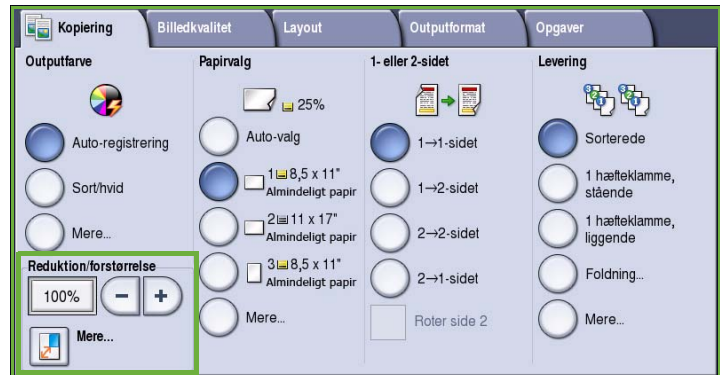 Kopiering
Billedkvalitet
Layout
Outputformat
Opgaver
Outputfarve
Auto-registrering
Sort/hvid
Mere...
Reduktion/forstørrelse
100%
-
+
Mere...
Papirvalg
25%
Auto-valg
1 8,5 x 11"
Almindeligt papir
2 11 x 17"
Almindeligt papir
3 8,5 x 11"
Almindeligt papir
Mere...
1- eller 2-sidet
1→1-sidet
1→2-sidet
2→2-sidet
2→1-sidet
Roter side 2
Levering
Sorterede
1 hæfteklamme,
stående
1 hæfteklamme,
liggende
Foldning...
Mere...